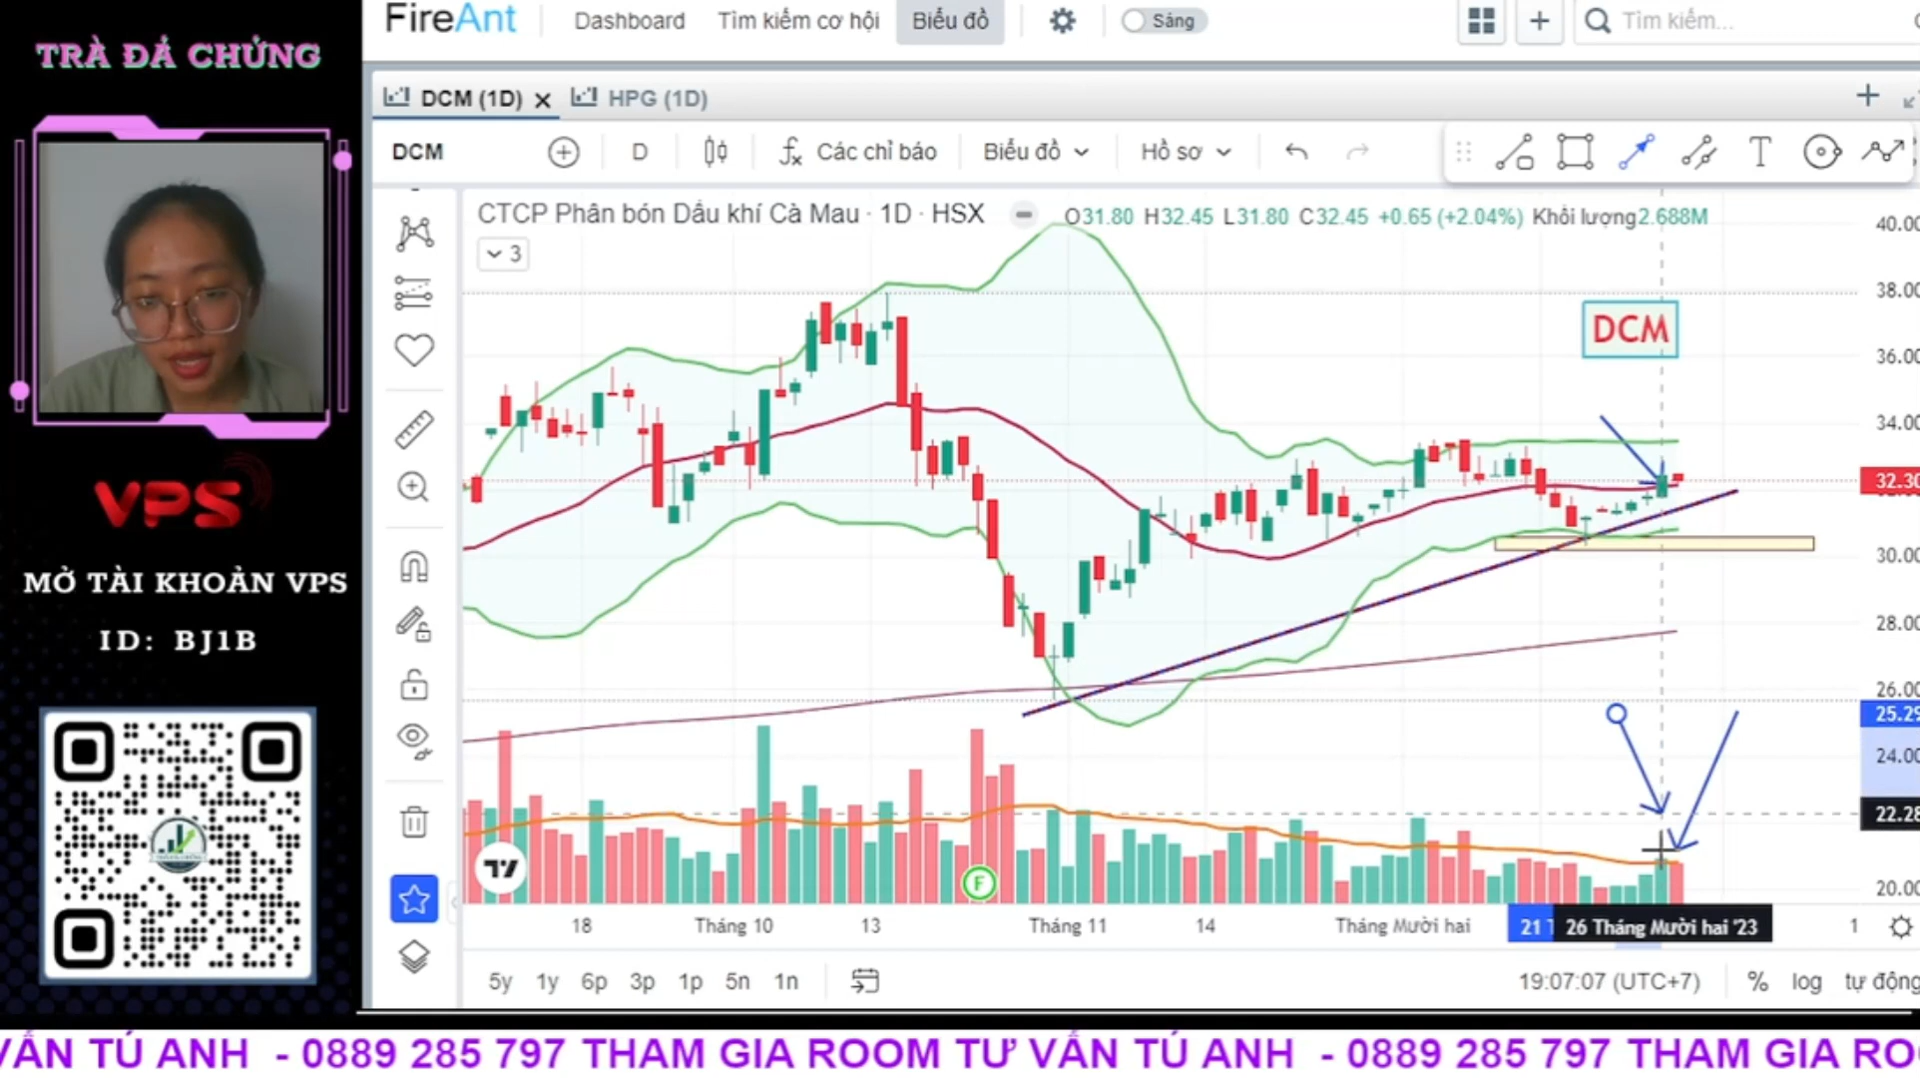 TRÀ ĐÁ CHỨNG
VPS
MỞ TÀI KHOẢN VPS
ID: BJ1B
FireAnt
Dashboard
Tìm kiếm cơ hội
Biểu đồ
Sáng
Tìm kiếm...
DCM (1D)
HPG (1D)
DCM
D
Các chỉ báo
Biểu đồ
Hồ sơ
T
CTCP Phân bón Dầu khí Cà Mau · 1D · HSX
O31.80 H32.45 L31.80 C32.45 +0.65 (+2.04%) Khối lượng2.688M
3
DCM
40.00
38.00
36.00
34.00
32.30
30.00
28.00
26.00
25.29
24.00
22.28
20.00
F
18
Tháng 10
13
Tháng 11
14
Tháng Mười hai
21 T
26 Tháng Mười hai '23
1
5y 1y 6p 3p 1p 5n 1n
19:07:07 (UTC+7)
%
log
tự động
VẤN TÚ ANH - 0889 285 797 THAM GIA ROOM TƯ VẤN TÚ ANH - 0889 285 797 THAM GIA RO